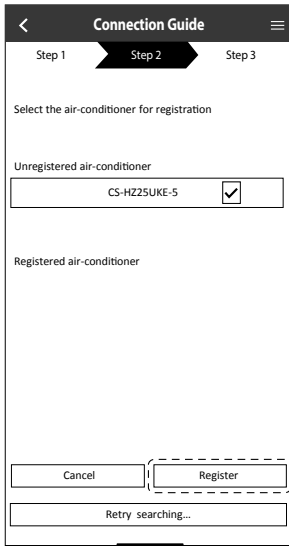 Connection Guide
Step 1 Step 2 Step 3
Select the air-conditioner for registration
Unregistered air-conditioner
CS-HZ25UKE-5
Registered air-conditioner
Cancel Register
Retry searching...